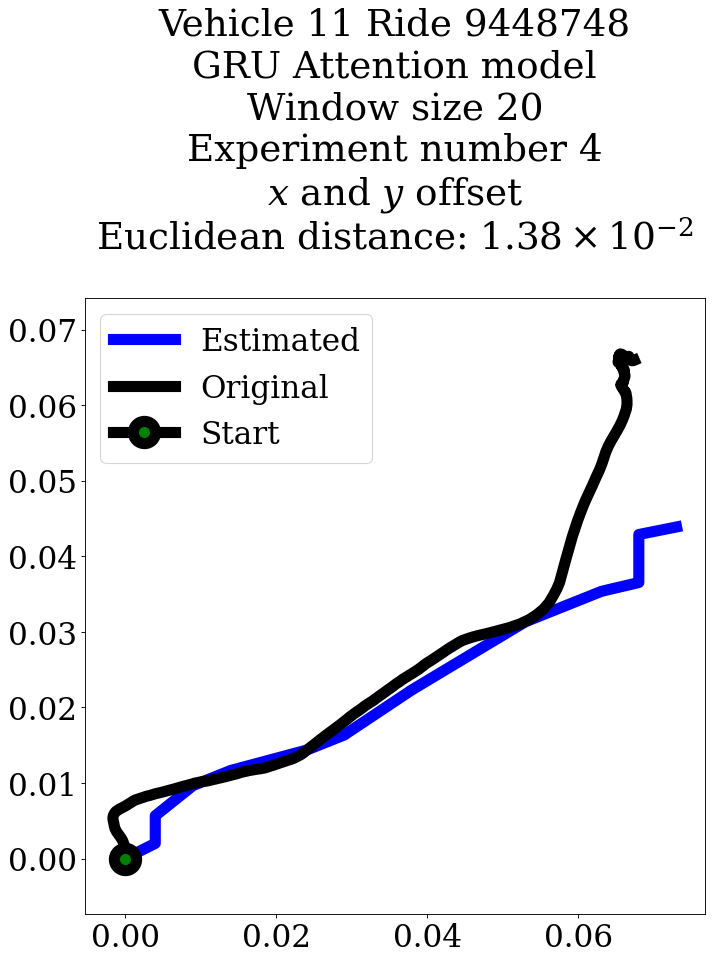 Vehicle 11 Ride 9448748
GRU Attention model
Window size 20
Experiment number 4
x and y offset
Euclidean distance: 1.38 × 10⁻²
Estimated
Original
Start
0.07
0.06
0.05
0.04
0.03
0.02
0.01
0.00
0.00 0.02 0.04 0.06